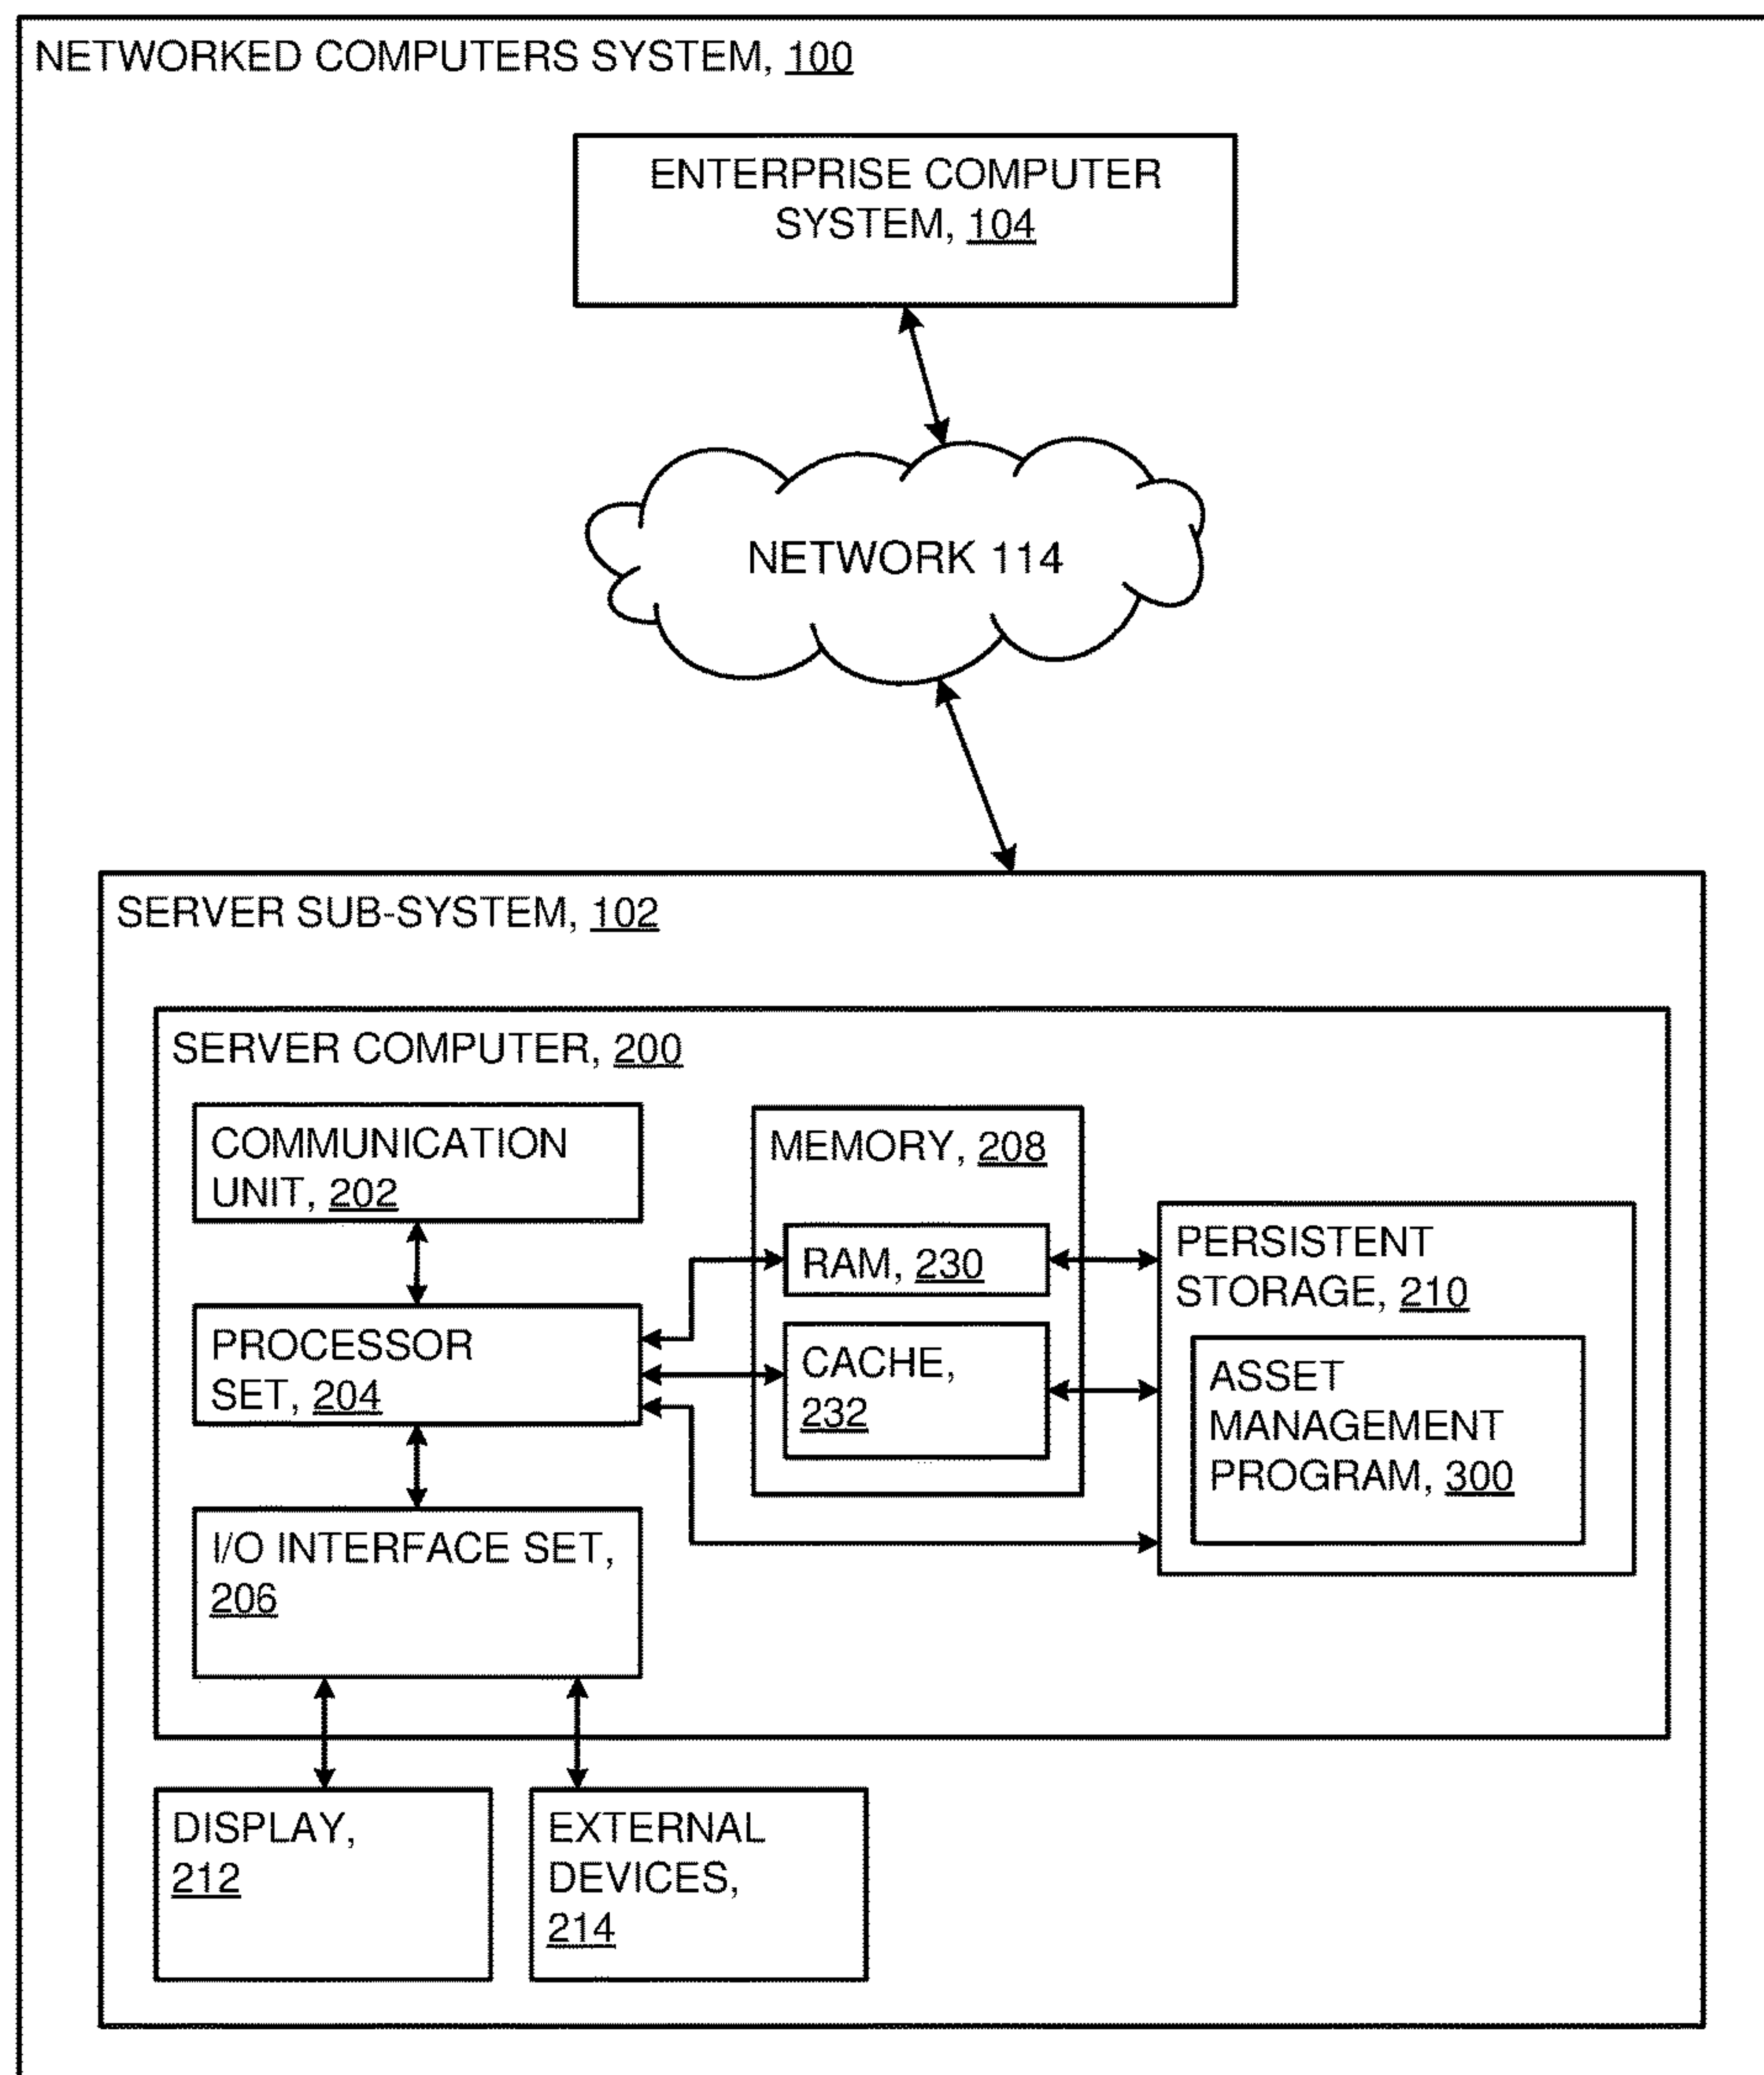 NETWORKED COMPUTERS SYSTEM, 100
ENTERPRISE COMPUTER
SYSTEM, 104
NETWORK 114
SERVER SUB-SYSTEM, 102
SERVER COMPUTER, 200
COMMUNICATION
UNIT, 202
PROCESSOR
SET, 204
I/O INTERFACE SET,
206
MEMORY, 208
RAM, 230
CACHE,
232
PERSISTENT
STORAGE, 210
ASSET
MANAGEMENT
PROGRAM, 300
DISPLAY,
212
EXTERNAL
DEVICES,
214